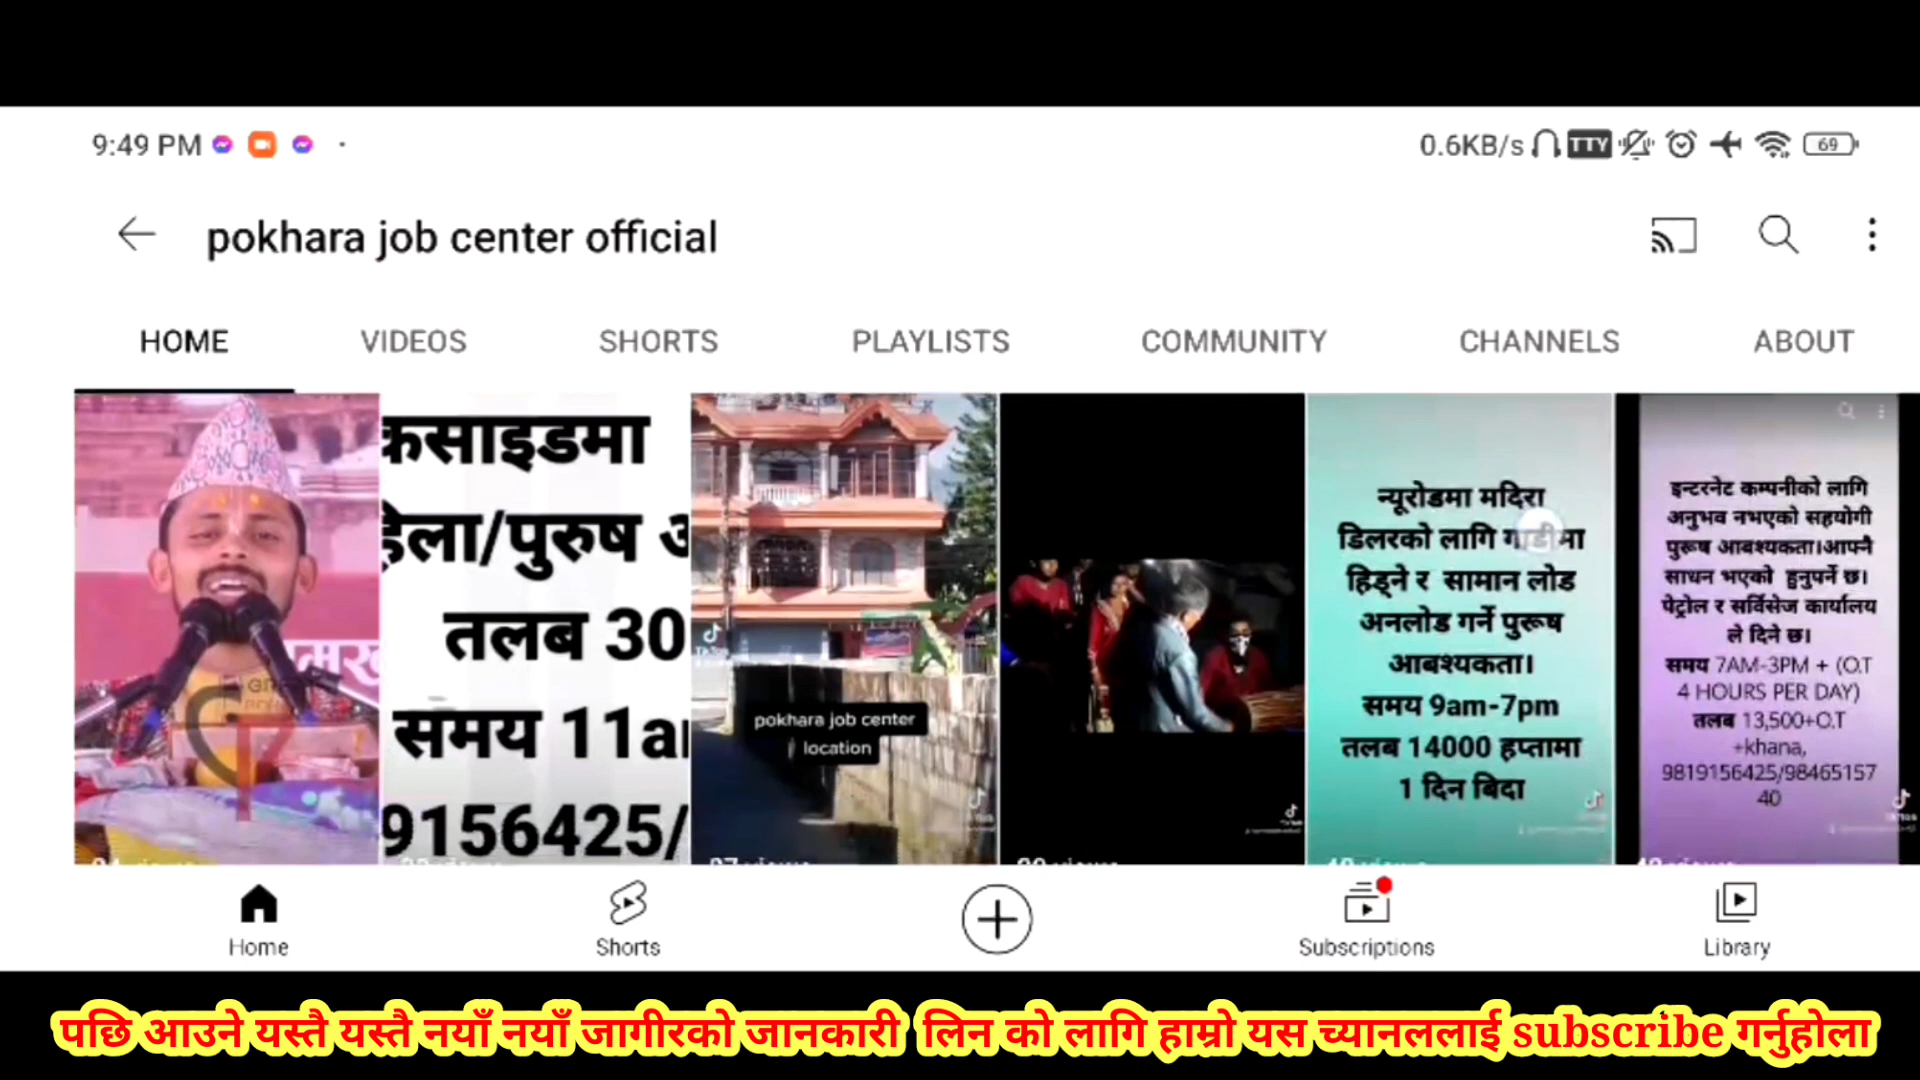 9:49 PM
0.6KB/s TTY 69
pokhara job center official
HOME VIDEOS SHORTS PLAYLISTS COMMUNITY CHANNELS ABOUT
कसाइडमा
हिला/पुरुष
तलब 30
समय 11a
9156425/
pokhara job center
location
न्यूरोडमा मदिरा
डिलरको लागि गाडीमा
हिड्ने र सामान लोड
अनलोड गर्ने पुरूष
आबश्यकता।
समय 9am-7pm
तलब 14000 हप्तामा
1 दिन बिदा
इन्टरनेट कम्पनीको लागि
अनुभव नभएको सहयोगी
पुरूष आबश्यकता।आफ्नै
साधन भएको हुनुपर्ने छ।
पेट्रोल र सर्विसेज कार्यालय
ले दिने छ।
समय 7AM-3PM + (O.T
4 HOURS PER DAY)
तलब 13,500+O.T
+khana,
9819156425/98465157
40
Home Shorts Subscriptions Library
पछि आउने यस्तै यस्तै नयाँ नयाँ जागीरको जानकारी लिन को लागि हाम्रो यस च्यानललाई subscribe गर्नुहोला